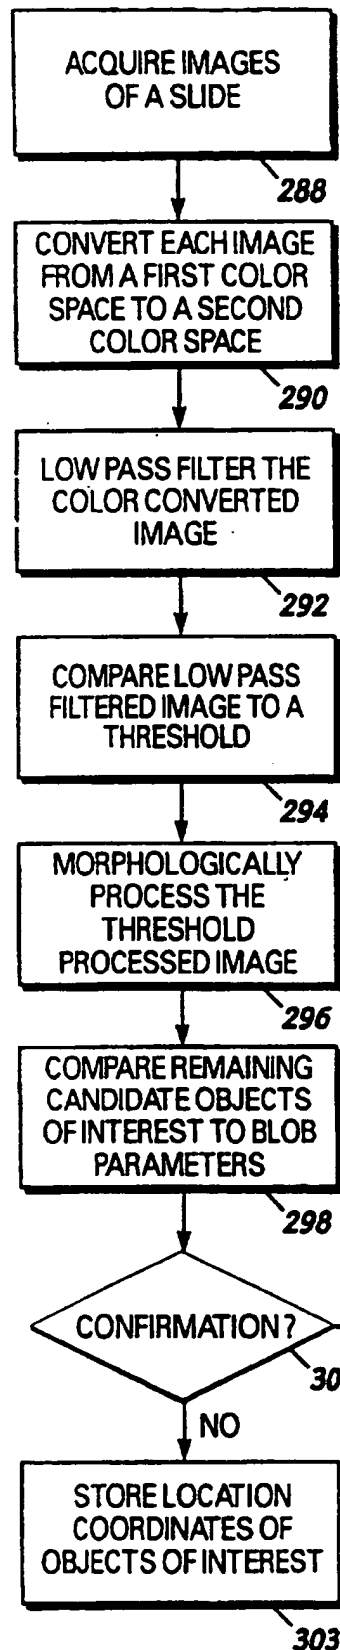 ACQUIRE IMAGES
OF A SLIDE
288
CONVERT EACH IMAGE
FROM A FIRST COLOR
SPACE TO A SECOND
COLOR SPACE
290
LOW PASS FILTER THE
COLOR CONVERTED
IMAGE
292
COMPARE LOW PASS
FILTERED IMAGE TO A
THRESHOLD
294
MORPHOLOGICALLY
PROCESS THE
THRESHOLD
PROCESSED IMAGE
296
COMPARE REMAINING
CANDIDATE OBJECTS
OF INTEREST TO BLOB
PARAMETERS
298
CONFIRMATION?
30
NO
STORE LOCATION
COORDINATES OF
OBJECTS OF INTEREST
303